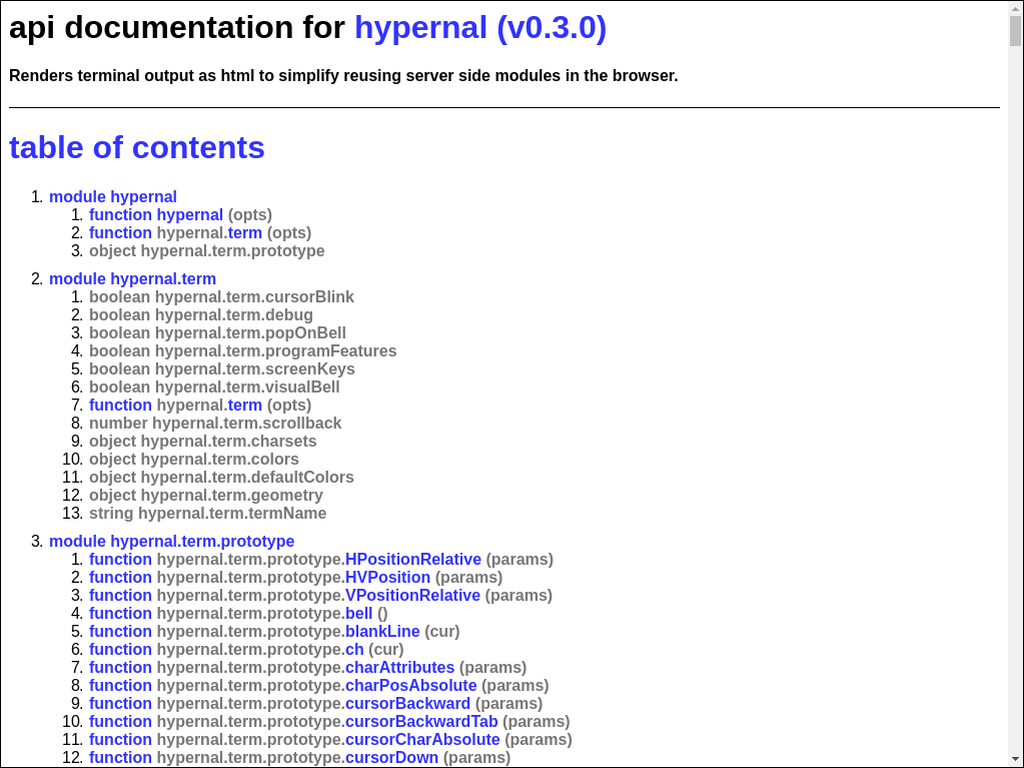 api documentation for hypernal (v0.3.0)
Renders terminal output as html to simplify reusing server side modules in the browser.
table of contents
1. module hypernal
1. function hypernal (opts)
2. function hypernal.term (opts)
3. object hypernal.term.prototype
2. module hypernal.term
1. boolean hypernal.term.cursorBlink
2. boolean hypernal.term.debug
3. boolean hypernal.term.popOnBell
4. boolean hypernal.term.programFeatures
5. boolean hypernal.term.screenKeys
6. boolean hypernal.term.visualBell
7. function hypernal.term (opts)
8. number hypernal.term.scrollback
9. object hypernal.term.charsets
10. object hypernal.term.colors
11. object hypernal.term.defaultColors
12. object hypernal.term.geometry
13. string hypernal.term.termName
3. module hypernal.term.prototype
1. function hypernal.term.prototype.HPositionRelative (params)
2. function hypernal.term.prototype.HVPosition (params)
3. function hypernal.term.prototype.VPositionRelative (params)
4. function hypernal.term.prototype.bell ()
5. function hypernal.term.prototype.blankLine (cur)
6. function hypernal.term.prototype.ch (cur)
7. function hypernal.term.prototype.charAttributes (params)
8. function hypernal.term.prototype.charPosAbsolute (params)
9. function hypernal.term.prototype.cursorBackward (params)
10. function hypernal.term.prototype.cursorBackwardTab (params)
11. function hypernal.term.prototype.cursorCharAbsolute (params)
12. function hypernal.term.prototype.cursorDown (params)